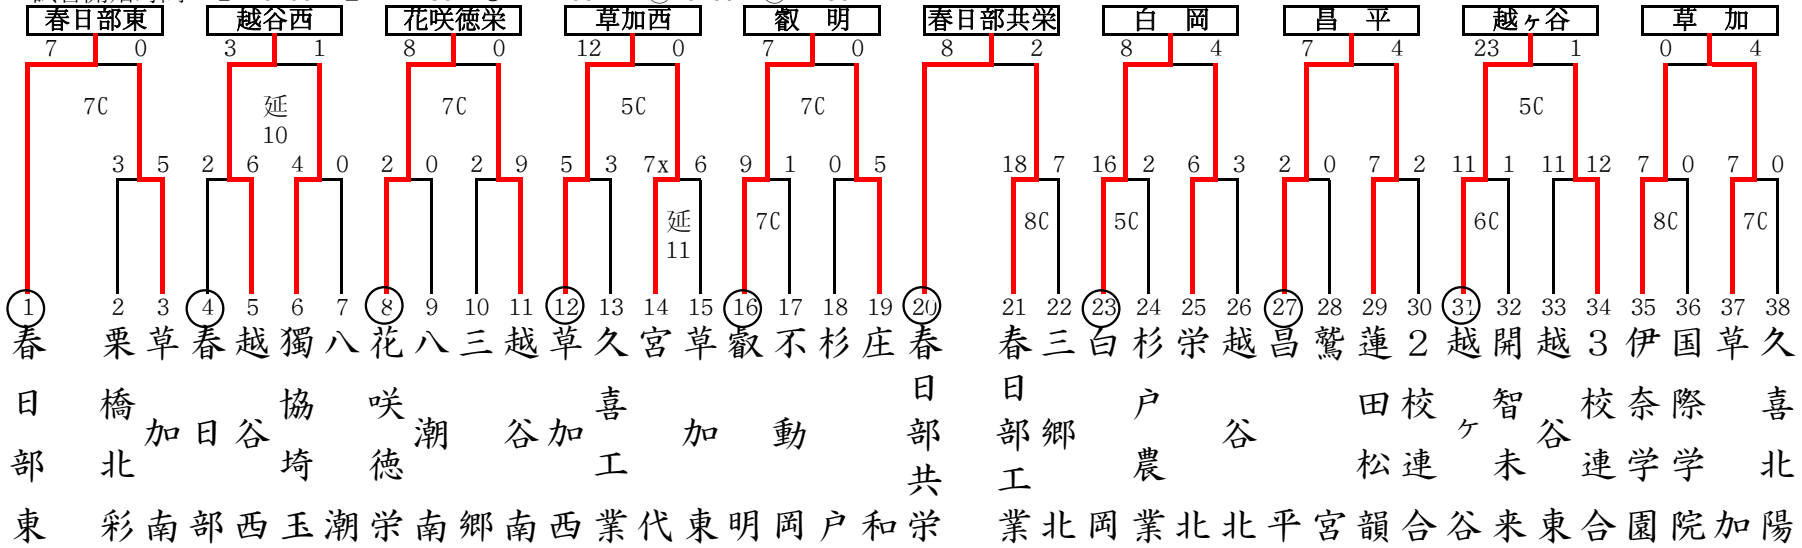 春日部東 越谷西 花咲徳栄 草加西 叡 明 春日部共栄 白 岡 昌 平 越ヶ谷 草 加
7 0 3 1 8 0 12 0 7 0 8 2 8 4 7 4 23 1 0 4
7C 延10 7C 5C 7C 5C
3 5 2 6 4 0 2 0 2 9 5 3 7x 6 9 1 0 5 18 7 16 2 6 3 2 0 7 2 11 1 11 12 7 0 7 0
延11 7C 8C 5C 6C 8C 7C
1 2 3 4 5 6 7 8 9 10 11 12 13 14 15 16 17 18 19 20 21 22 23 24 25 26 27 28 29 30 31 32 33 34 35 36 37 38
春日部東
栗橋北彩
草加南
春日部
越谷西
獨協埼玉
八潮
花咲徳栄
八潮南
三郷
越谷南
草加西
久喜工業
宮代
草加東
叡明
不動岡
杉戸
庄和
春日部共栄
春日部工業
三郷北
白岡
杉戸農業
栄北
越谷北
昌平
鷲宮
蓮田松韻
2校連合
越ヶ谷
開智未来
越谷東
3校連合
伊奈学園
国際学院
草加
久喜北陽